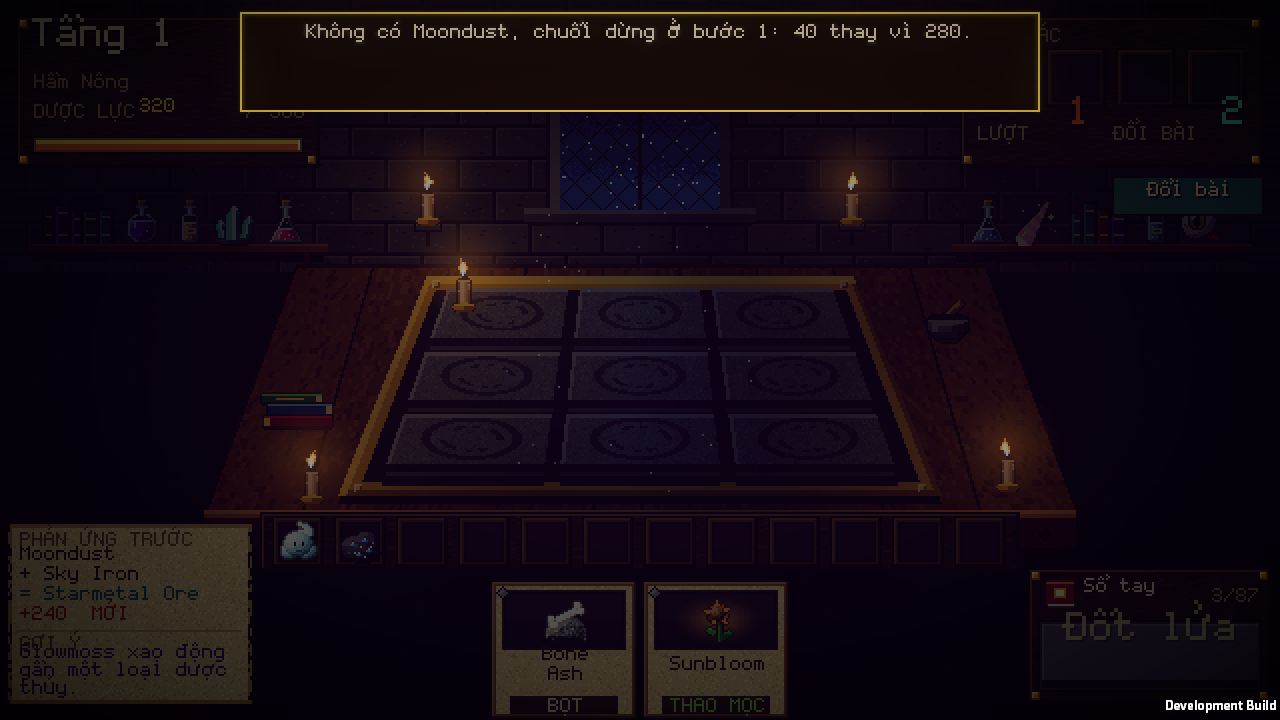 Không có Moondust, chuỗi dừng ở bước 1: 40 thay vì 280.
Tầng 1
Hầm Nông
DƯỢC LỰC 320
ÁC
1
2
LƯỢT
ĐỔI BÀI
Đổi bài
PHẢN ỨNG TRƯỚC
Moondust
+ Sky Iron
= Starmetal Ore
+240 MỚI
GỢI Ý
Glowmoss xao động
gần một loại dược
thủy.
Bone
Ash
BỘT
Sunbloom
THẢO MỘC
Sổ tay
3/87
Đốt lửa
Development Build